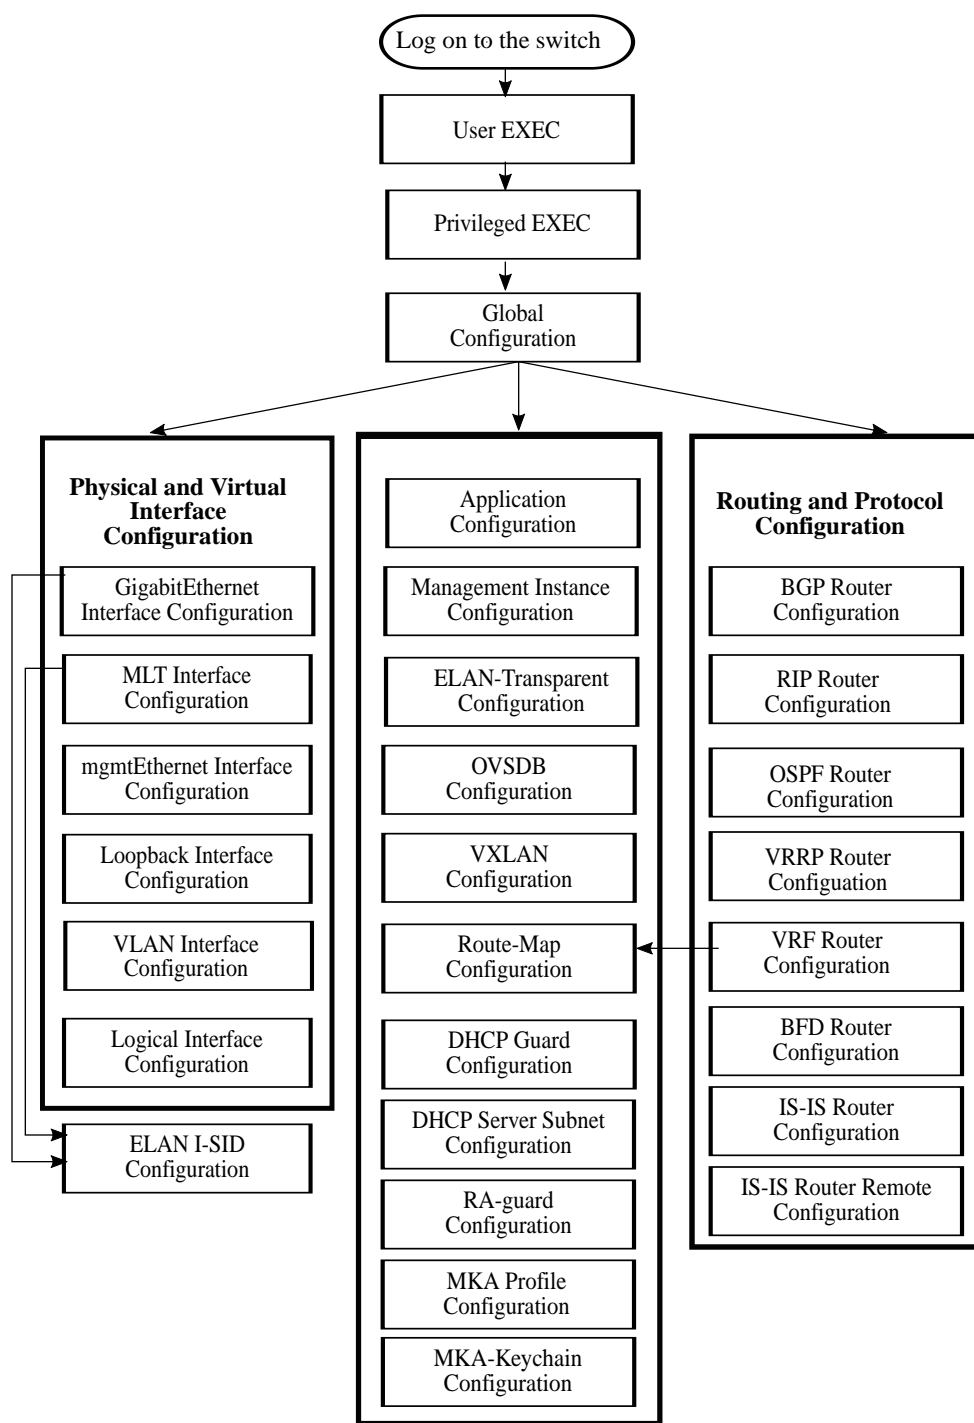 Log on to the switch
User EXEC
Privileged EXEC
Global
Configuration
Physical and Virtual
Interface
Configuration
GigabitEthernet
Interface Configuration
MLT Interface
Configuration
mgmtEthernet Interface
Configuration
Loopback Interface
Configuration
VLAN Interface
Configuration
Logical Interface
Configuration
ELAN I-SID
Configuration
Application
Configuration
Management Instance
Configuration
ELAN-Transparent
Configuration
OVSDB
Configuration
VXLAN
Configuration
Route-Map
Configuration
DHCP Guard
Configuration
DHCP Server Subnet
Configuration
RA-guard
Configuration
MKA Profile
Configuration
MKA-Keychain
Configuration
Routing and Protocol
Configuration
BGP Router
Configuration
RIP Router
Configuration
OSPF Router
Configuration
VRRP Router
Configuation
VRF Router
Configuration
BFD Router
Configuration
IS-IS Router
Configuration
IS-IS Router Remote
Configuration